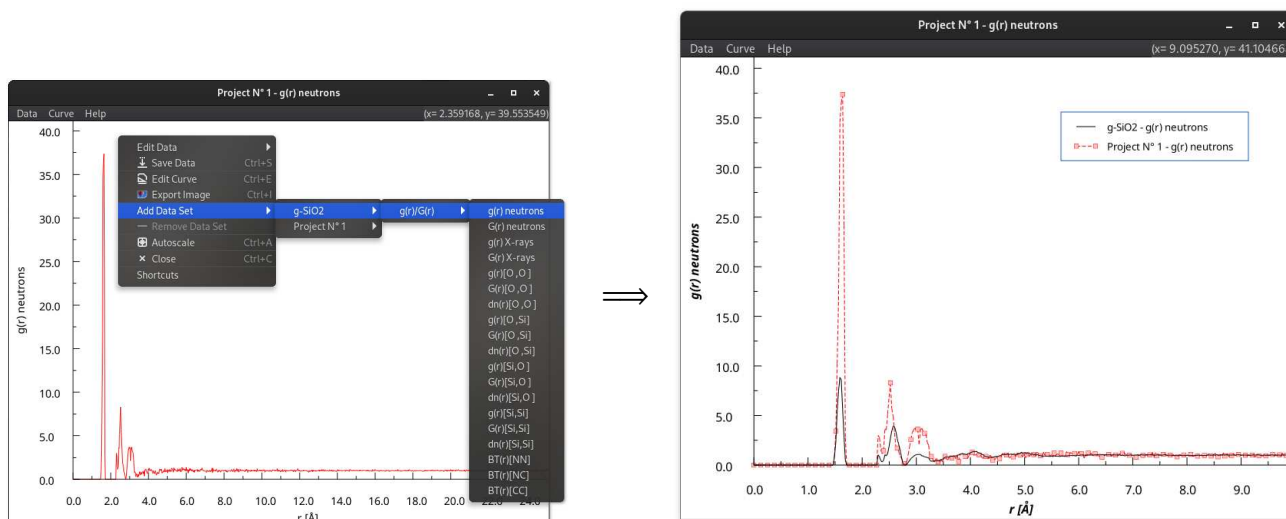 Project N° 1 - g(r) neutrons
Data Curve Help (x= 2.359168, y= 39.553549)
40.0
35.0
30.0
25.0
20.0
15.0
10.0
5.0
0.0
g(r) neutrons
0.0 2.0 4.0 6.0 8.0 10.0 12.0 14.0 16.0 18.0 20.0 22.0 24.0
r [Å]
Edit Data
Save Data Ctrl+S
Edit Curve Ctrl+E
Export Image Ctrl+I
Add Data Set
Remove Data Set
Autoscale Ctrl+A
Close Ctrl+C
Shortcuts
g-SiO2
Project N° 1
g(r)/G(r)
g(r) neutrons
G(r) neutrons
g(r) X-rays
G(r) X-rays
g(r)[O ,O ]
G(r)[O ,O ]
dn(r)[O ,O ]
g(r)[O ,Si]
G(r)[O ,Si]
dn(r)[O ,Si]
g(r)[Si,O ]
G(r)[Si,O ]
dn(r)[Si,O ]
g(r)[Si,Si]
G(r)[Si,Si]
dn(r)[Si,Si]
BT(r)[NN]
BT(r)[NC]
BT(r)[CC]
⟹
Project N° 1 - g(r) neutrons
Data Curve Help (x= 9.095270, y= 41.10466
40.0
35.0
30.0
25.0
20.0
15.0
10.0
5.0
0.0
g(r) neutrons
g-SiO2 - g(r) neutrons
Project N° 1 - g(r) neutrons
0.0 1.0 2.0 3.0 4.0 5.0 6.0 7.0 8.0 9.0
r [Å]